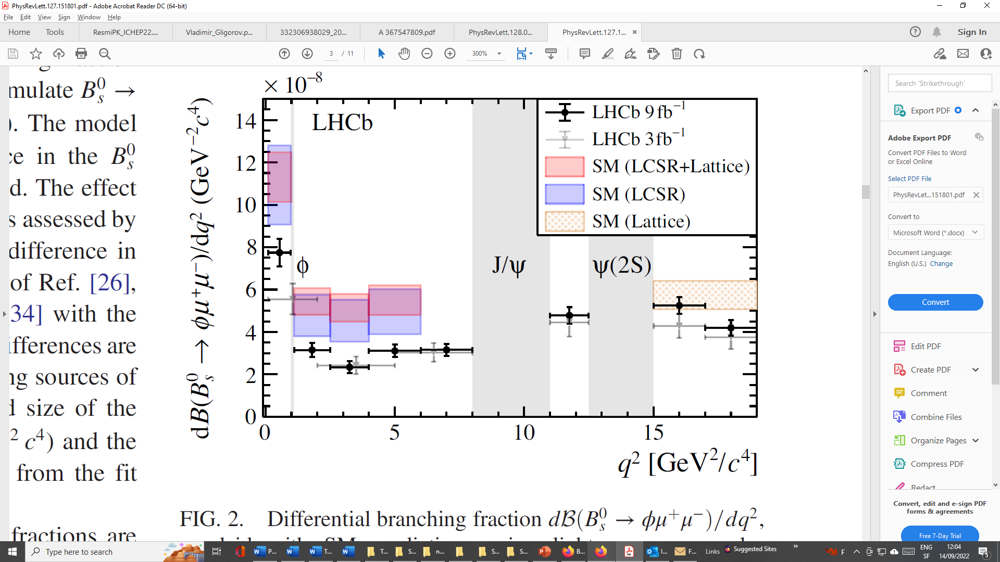 PhysRevLett.127.151801.pdf - Adobe Acrobat Reader DC (64-bit)
File Edit View Sign Window Help
Home Tools ResmiPK_ICHEP22.... Vladimir_Gligorov.p... 332306938029_20... A 367547809.pdf PhysRevLett.128.0... PhysRevLett.127.1... × Sign In
3 / 11 300%
mulate B⁰ₛ →
). The model
ce in the B⁰ₛ
d. The effect
s assessed by
difference in
of Ref. [26],
34] with the
ifferences are
ng sources of
d size of the
² c⁴) and the
from the fit
fractions are
× 10⁻⁸
dB(B⁰ₛ → ϕμ⁺μ⁻)/dq² (GeV⁻²c⁴)
14
12
10
8
6
4
2
0
LHCb
LHCb 9 fb⁻¹
LHCb 3 fb⁻¹
SM (LCSR+Lattice)
SM (LCSR)
SM (Lattice)
ϕ J/ψ ψ(2S)
0 5 10 15
q² [GeV²/c⁴]
FIG. 2. Differential branching fraction dℬ(B⁰ₛ → ϕμ⁺μ⁻)/dq²,
Search 'Strikethrough'
Export PDF
Adobe Export PDF
Convert PDF Files to Word
or Excel Online
Select PDF File
PhysRevLet...151801.pdf
Convert to
Microsoft Word (*.docx)
Document Language:
English (U.S.) Change
Convert
Edit PDF
Create PDF
Comment
Combine Files
Organize Pages
Compress PDF
Redact
Convert, edit and e-sign PDF
forms & agreements
Free 7-Day Trial
Type here to search P... T... T... S... n... S... S... B... I... F... Links Suggested Sites » F ENG
SF
12:04
14/09/2022
5